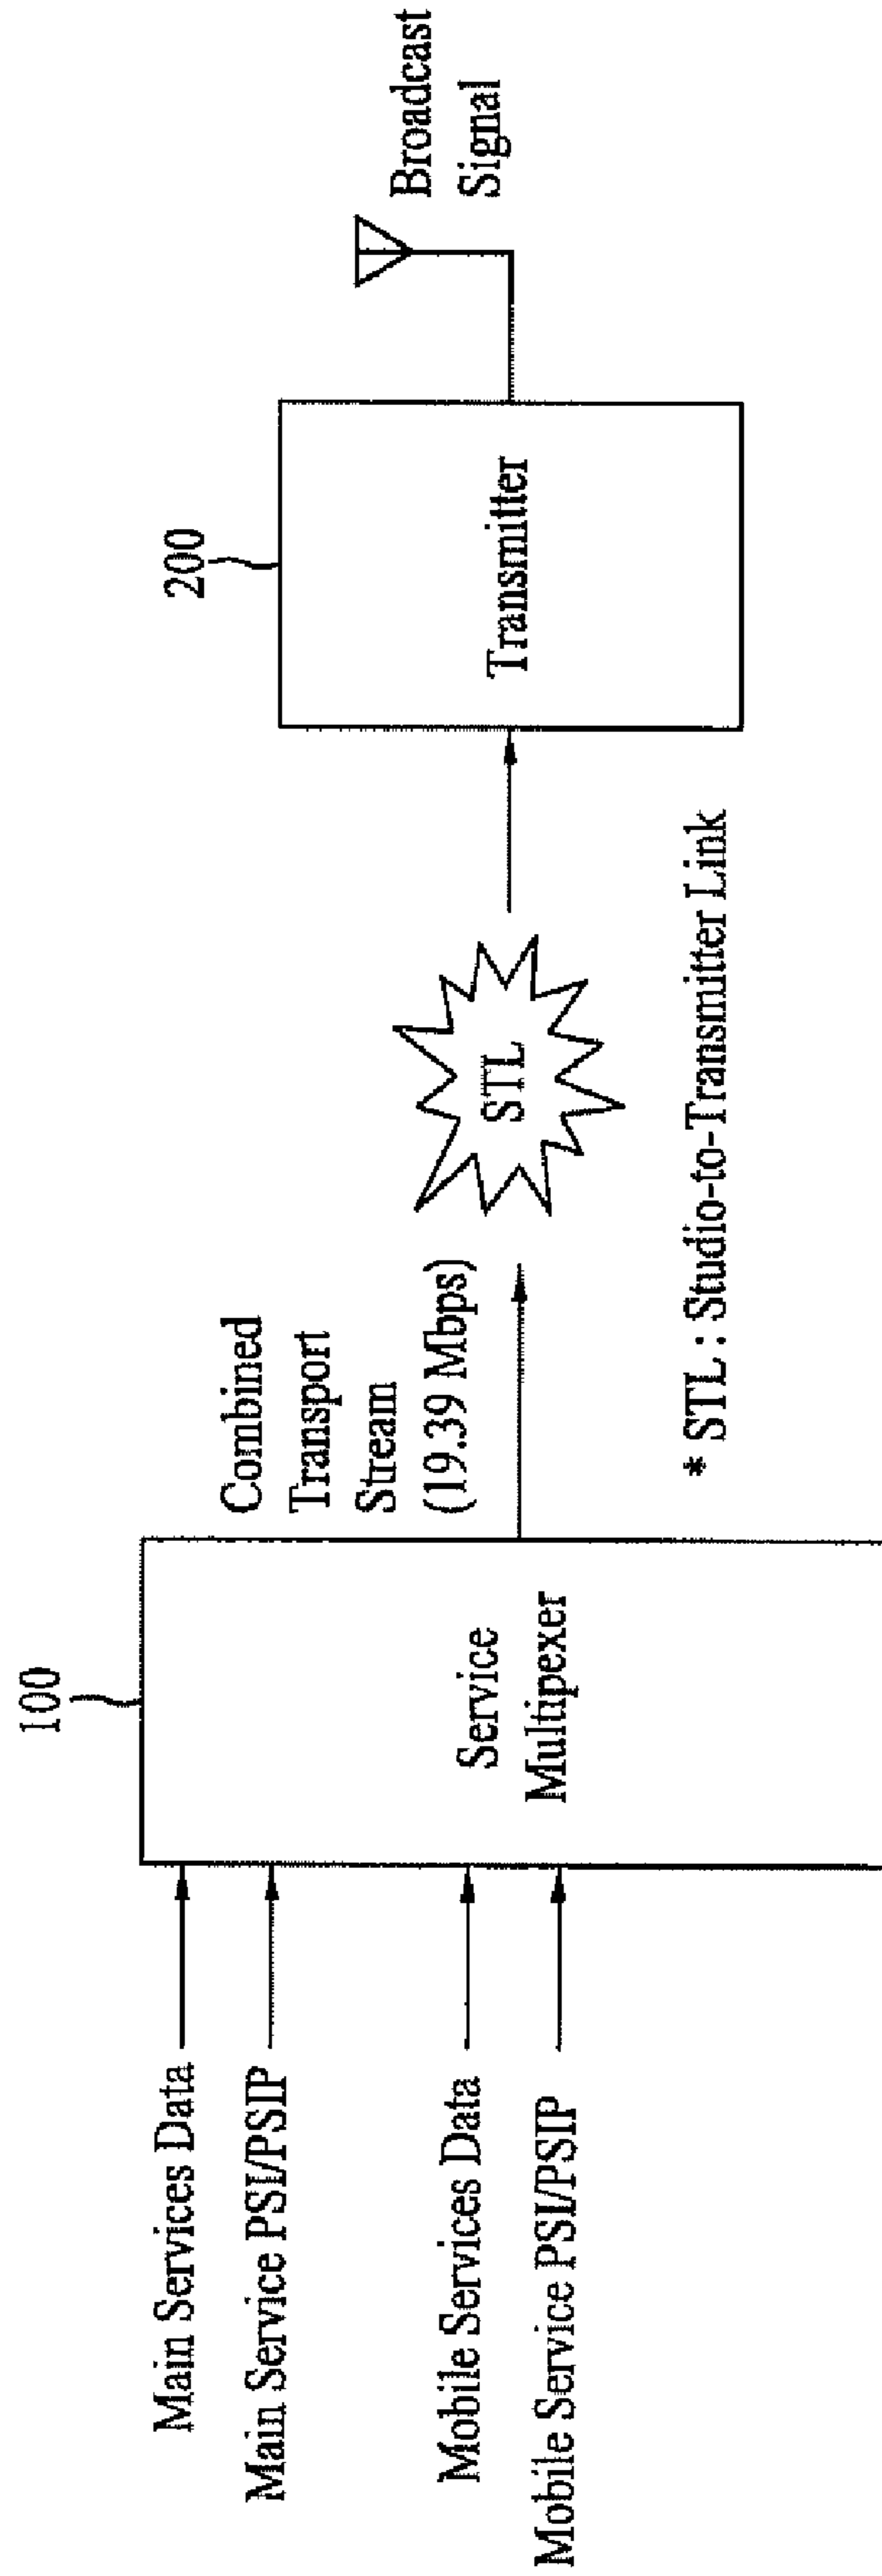 Main Services Data
Main Service PSI/PSIP
Mobile Services Data
Mobile Service PSI/PSIP
100
Service
Multipexer
Combined
Transport
Stream
(19.39 Mbps)
STL
* STL : Studio-to-Transmitter Link
200
Transmitter
Broadcast
Signal